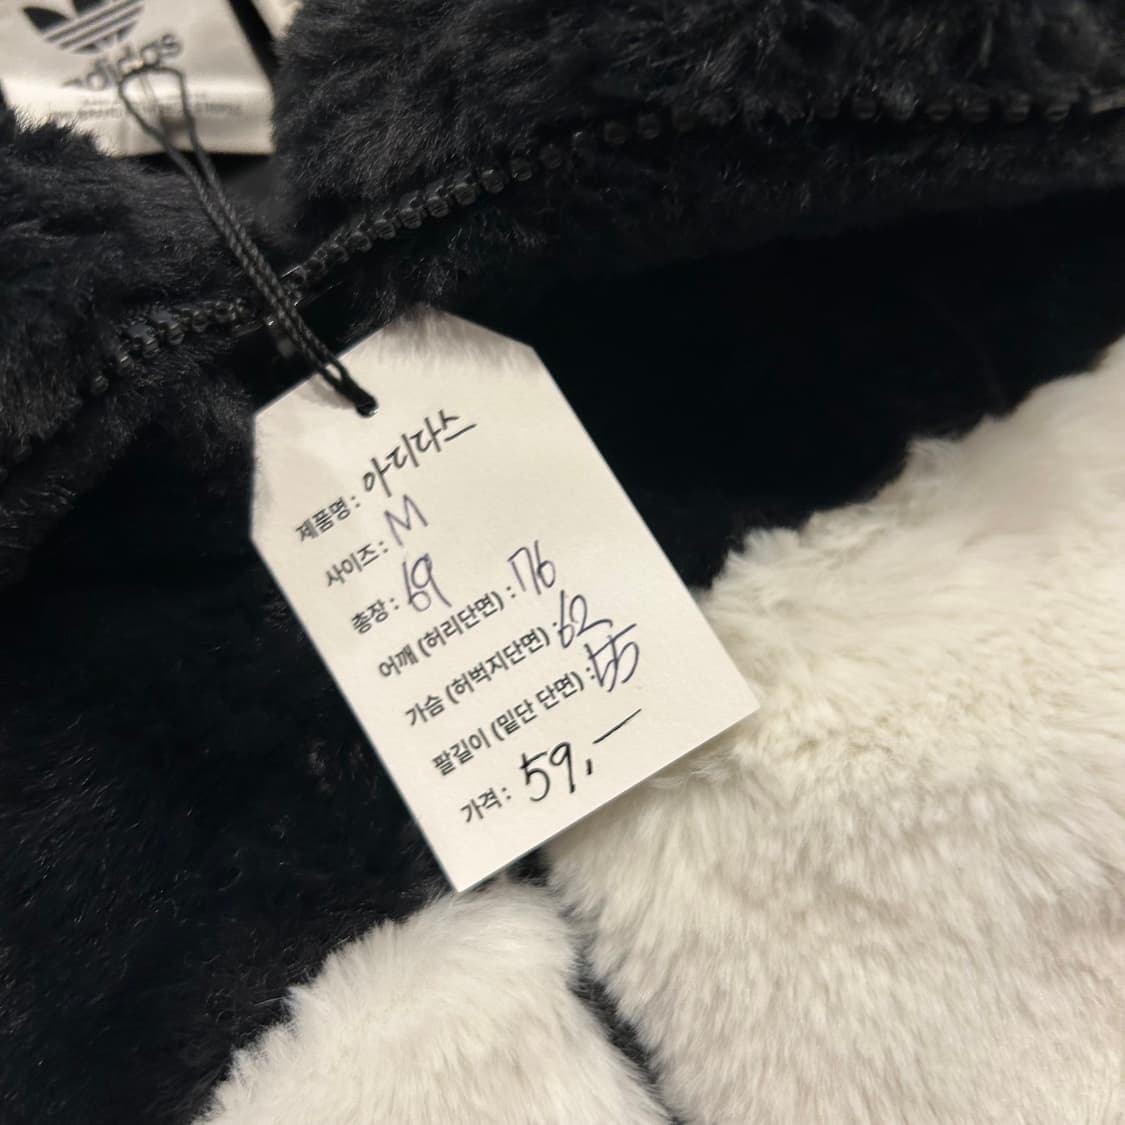 adidas
제품명 : 아디다스
사이즈 : M
총장 : 69
어깨 (허리단면) : 76
가슴 (허벅지단면) : 62
팔길이 (밑단 단면) : 55
가격 : 59,—